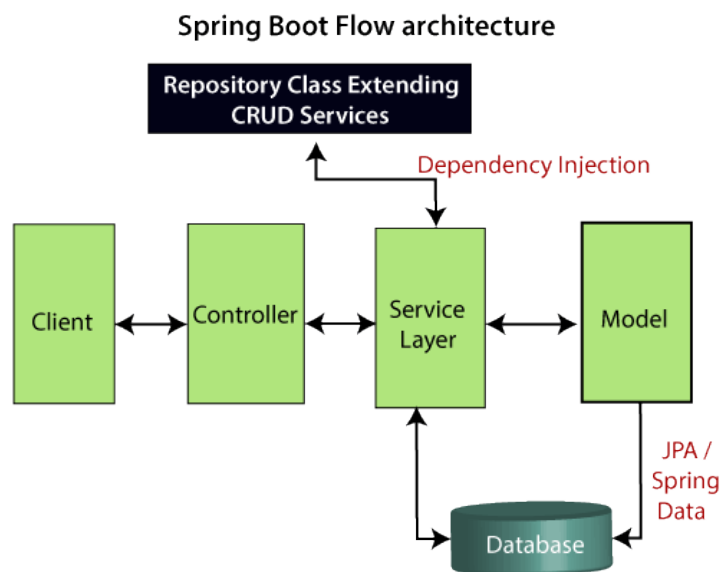 Spring Boot Flow architecture
Repository Class Extending
CRUD Services
Dependency Injection
Client
Controller
Service
Layer
Model
JPA /
Spring
Data
Database